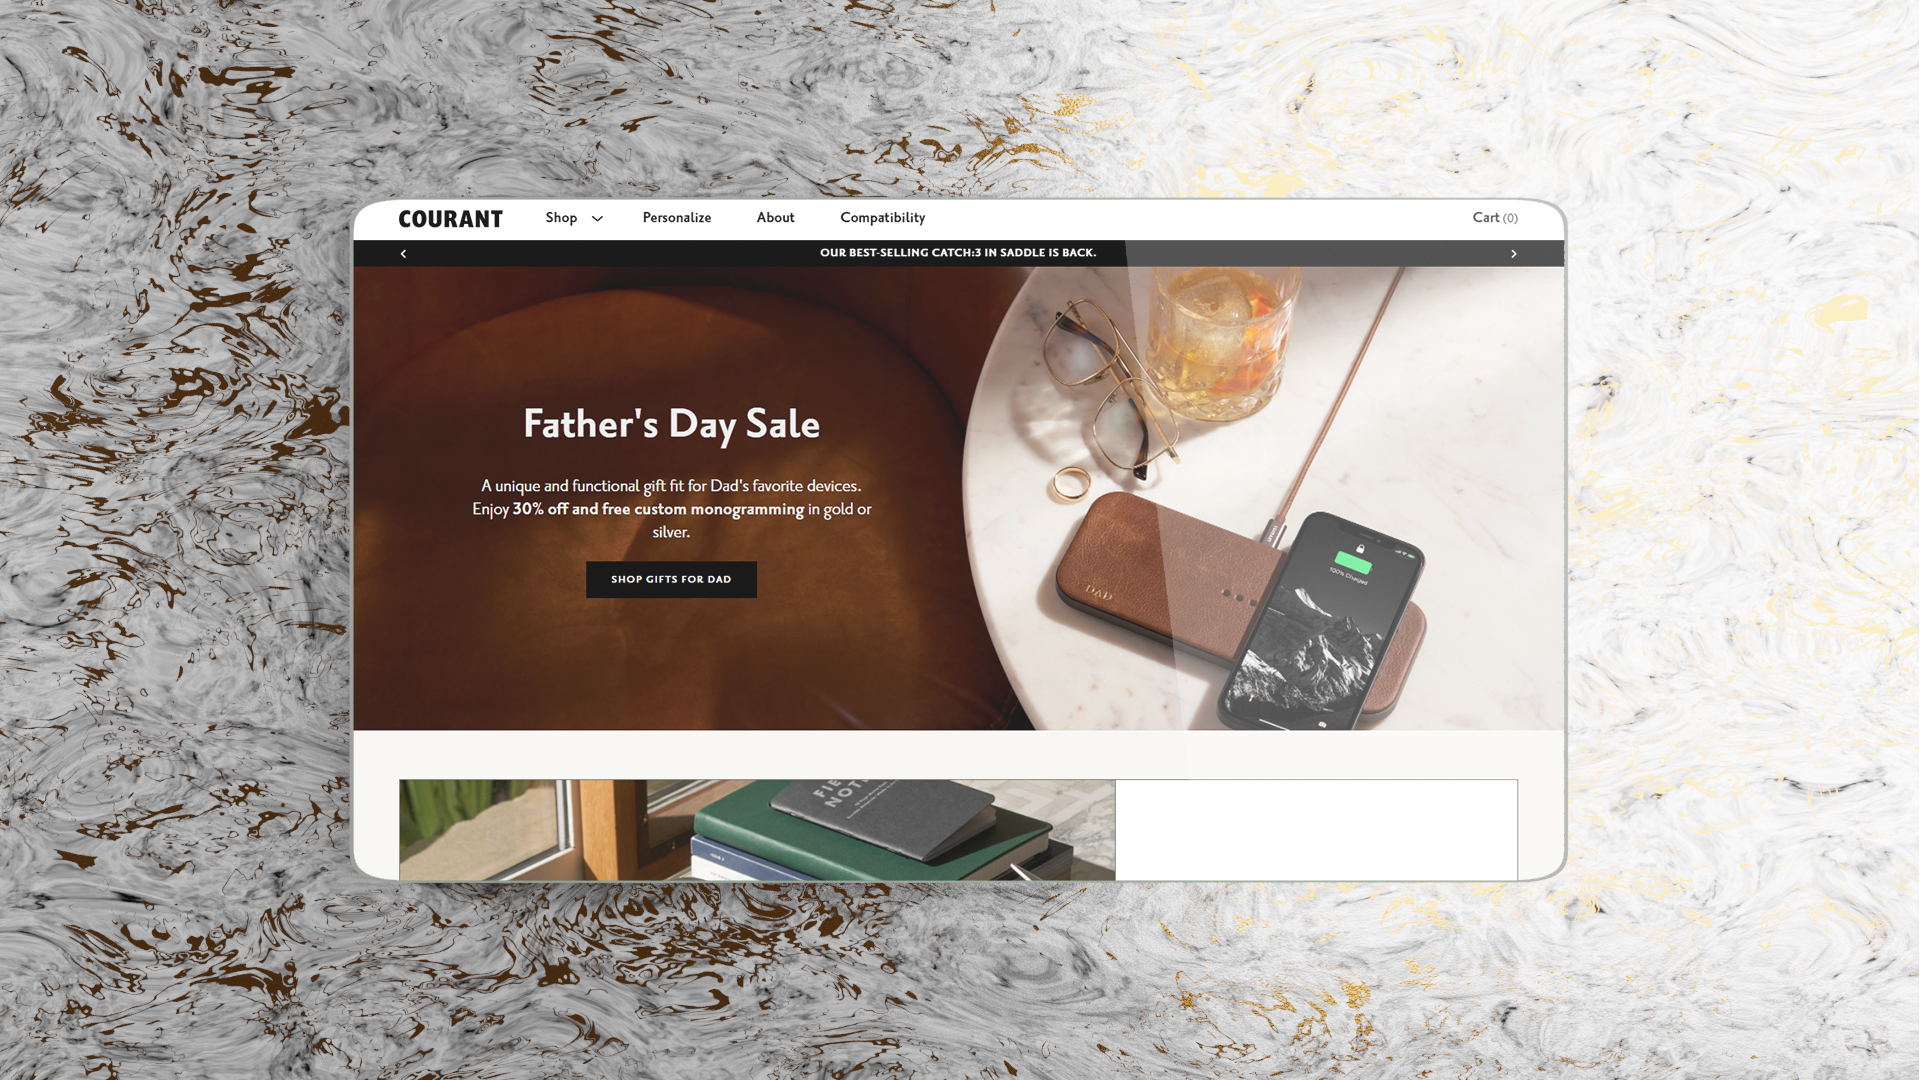 COURANT
Shop
Personalize
About
Compatibility
Cart (0)
OUR BEST-SELLING CATCH:3 IN SADDLE IS BACK.
Father's Day Sale
A unique and functional gift fit for Dad's favorite devices.
Enjoy 30% off and free custom monogramming in gold or
silver.
SHOP GIFTS FOR DAD
DAD
100% Charged
FIE
NOT